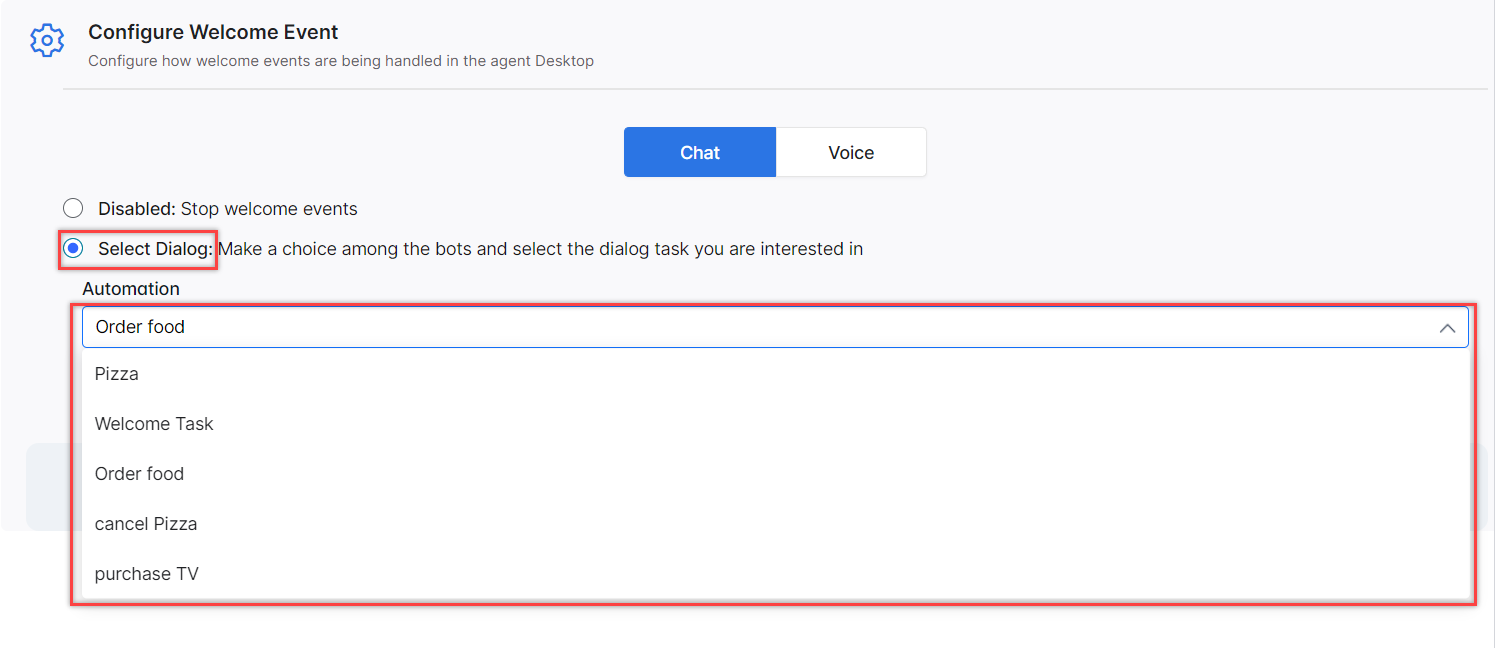 Configure Welcome Event
Configure how welcome events are being handled in the agent Desktop
Chat
Voice
Disabled: Stop welcome events
Select Dialog: Make a choice among the bots and select the dialog task you are interested in
Automation
Order food
Pizza
Welcome Task
Order food
cancel Pizza
purchase TV